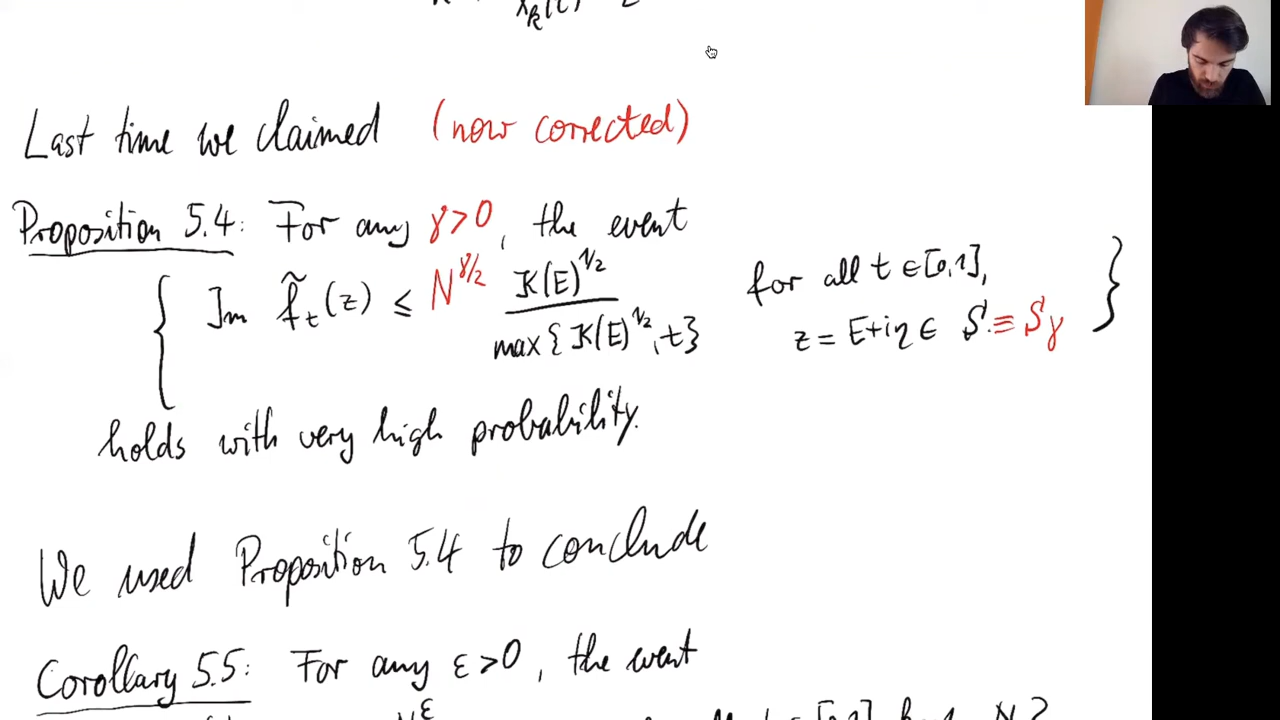 Last time we claimed (now corrected)
Proposition 5.4: For any γ>0, the event
{ Im f̃_t(z) ≤ N^{γ/2} K(E)^{1/2} / max{K(E)^{1/2}, t} for all t ∈ [0,1],
z = E+iη ∈ S ≡ S_γ }
holds with very high probability.
We used Proposition 5.4 to conclude
Corollary 5.5: For any ε>0, the event